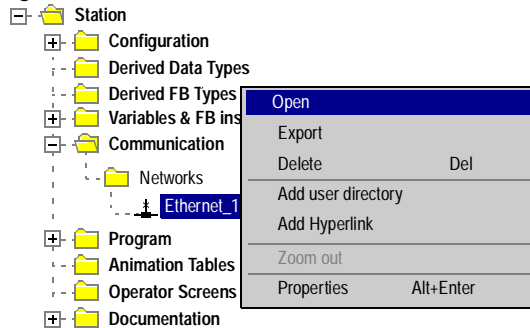 Station
Configuration
Derived Data Types
Derived FB Types
Variables & FB ins
Communication
Networks
Ethernet_1
Program
Animation Tables
Operator Screens
Documentation
Open
Export
Delete Del
Add user directory
Add Hyperlink
Zoom out
Properties Alt+Enter